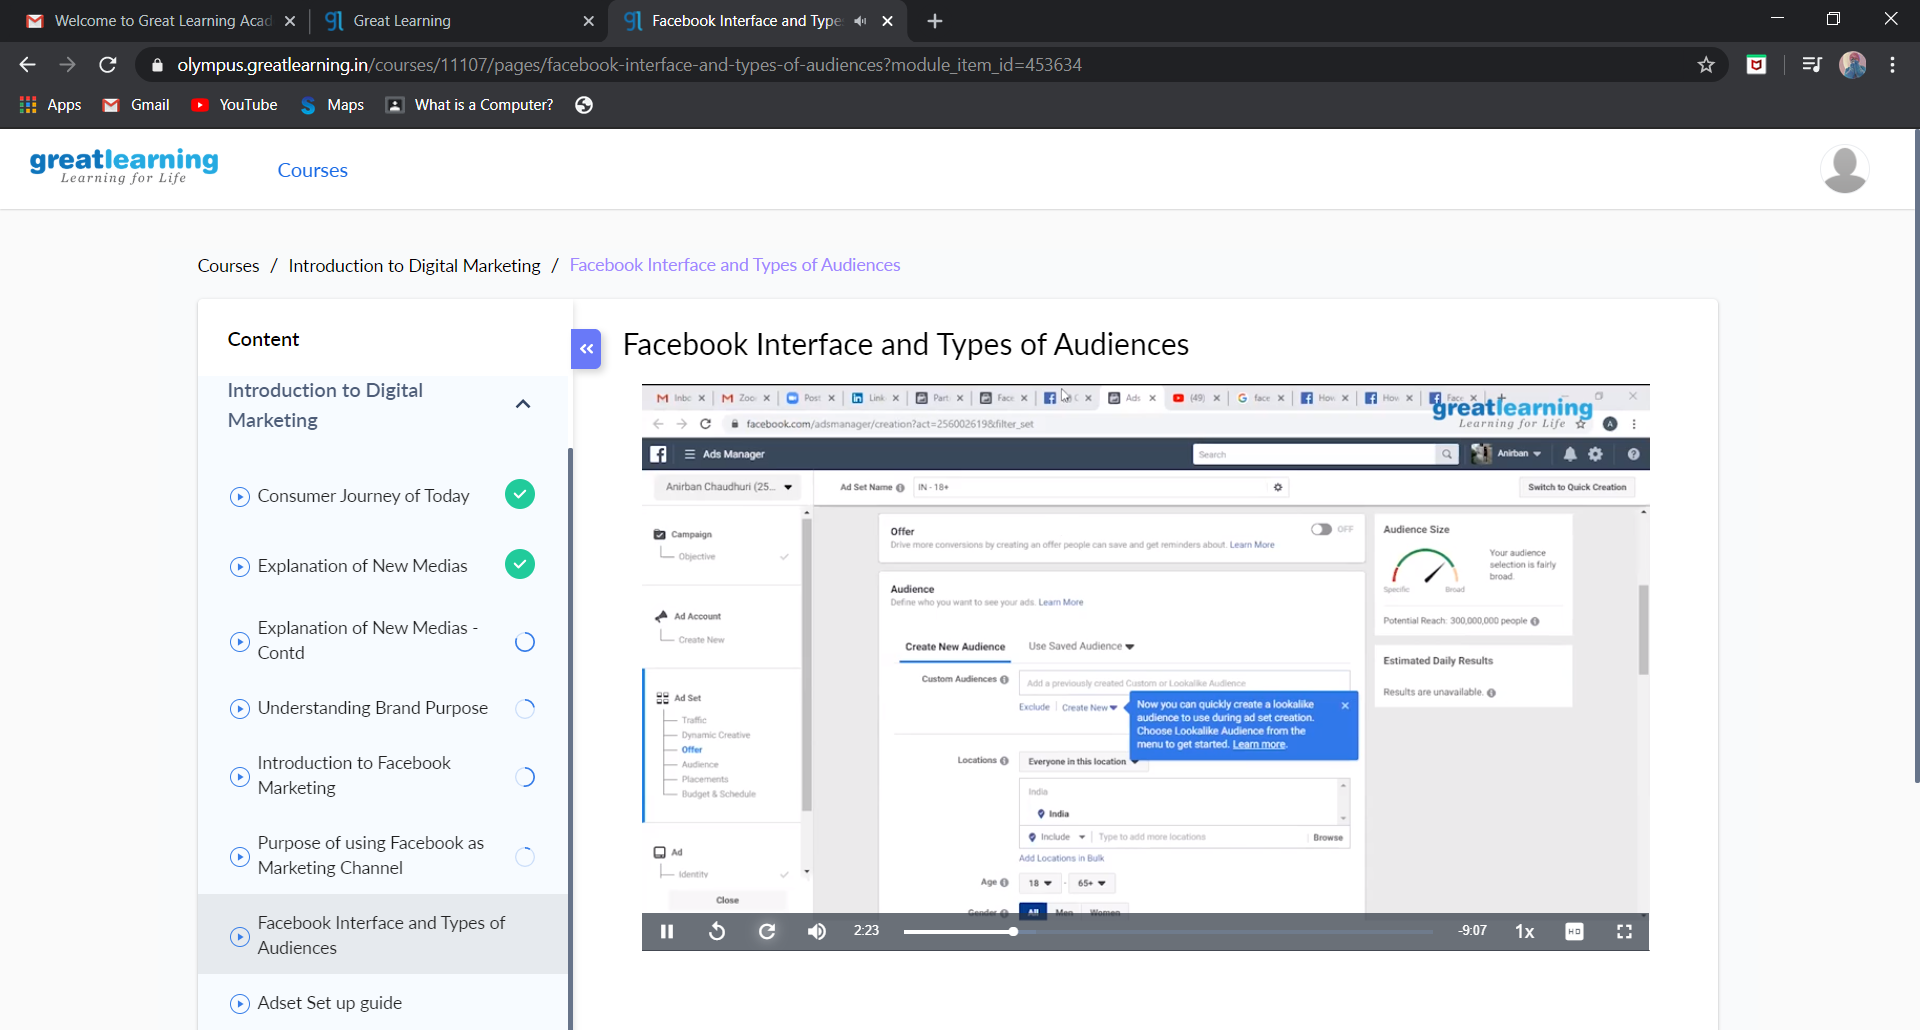 Welcome to Great Learning Acad
Great Learning
Facebook Interface and Type
olympus.greatlearning.in/courses/11107/pages/facebook-interface-and-types-of-audiences?module_item_id=453634
Apps Gmail YouTube Maps What is a Computer?
greatlearning
Learning for Life
Courses
Courses / Introduction to Digital Marketing / Facebook Interface and Types of Audiences
Content
Introduction to Digital
Marketing
Consumer Journey of Today
Explanation of New Medias
Explanation of New Medias -
Contd
Understanding Brand Purpose
Introduction to Facebook
Marketing
Purpose of using Facebook as
Marketing Channel
Facebook Interface and Types of
Audiences
Adset Set up guide
Facebook Interface and Types of Audiences
Inbc Zoo Post Link Part Face Ads (49) face How How Face
greatlearning
Learning for Life
facebook.com/adsmanager/creation?act=256002619&filter_set
A
Ads Manager
Search
Anirban
Anirban Chaudhuri (25...
Ad Set Name
IN - 18+
Switch to Quick Creation
Campaign
Objective
Ad Account
Create New
Ad Set
Traffic
Dynamic Creative
Offer
Audience
Placements
Budget & Schedule
Ad
Identity
Close
Offer
OFF
Drive more conversions by creating an offer people can save and get reminders about. Learn More
Audience
Define who you want to see your ads. Learn More
Create New Audience
Use Saved Audience
Custom Audiences
Add a previously created Custom or Lookalike Audience
Exclude Create New
Now you can quickly create a lookalike
audience to use during ad set creation.
Choose Lookalike Audience from the
menu to get started. Learn more.
Locations
Everyone in this location
India
India
Include
Type to add more locations
Browse
Add Locations in Bulk
Age
18 - 65+
Gender
All Men Women
Audience Size
Your audience
selection is fairly
broad.
Specific Broad
Potential Reach: 300,000,000 people
Estimated Daily Results
Results are unavailable.
2:23
-9:07
1x
HD